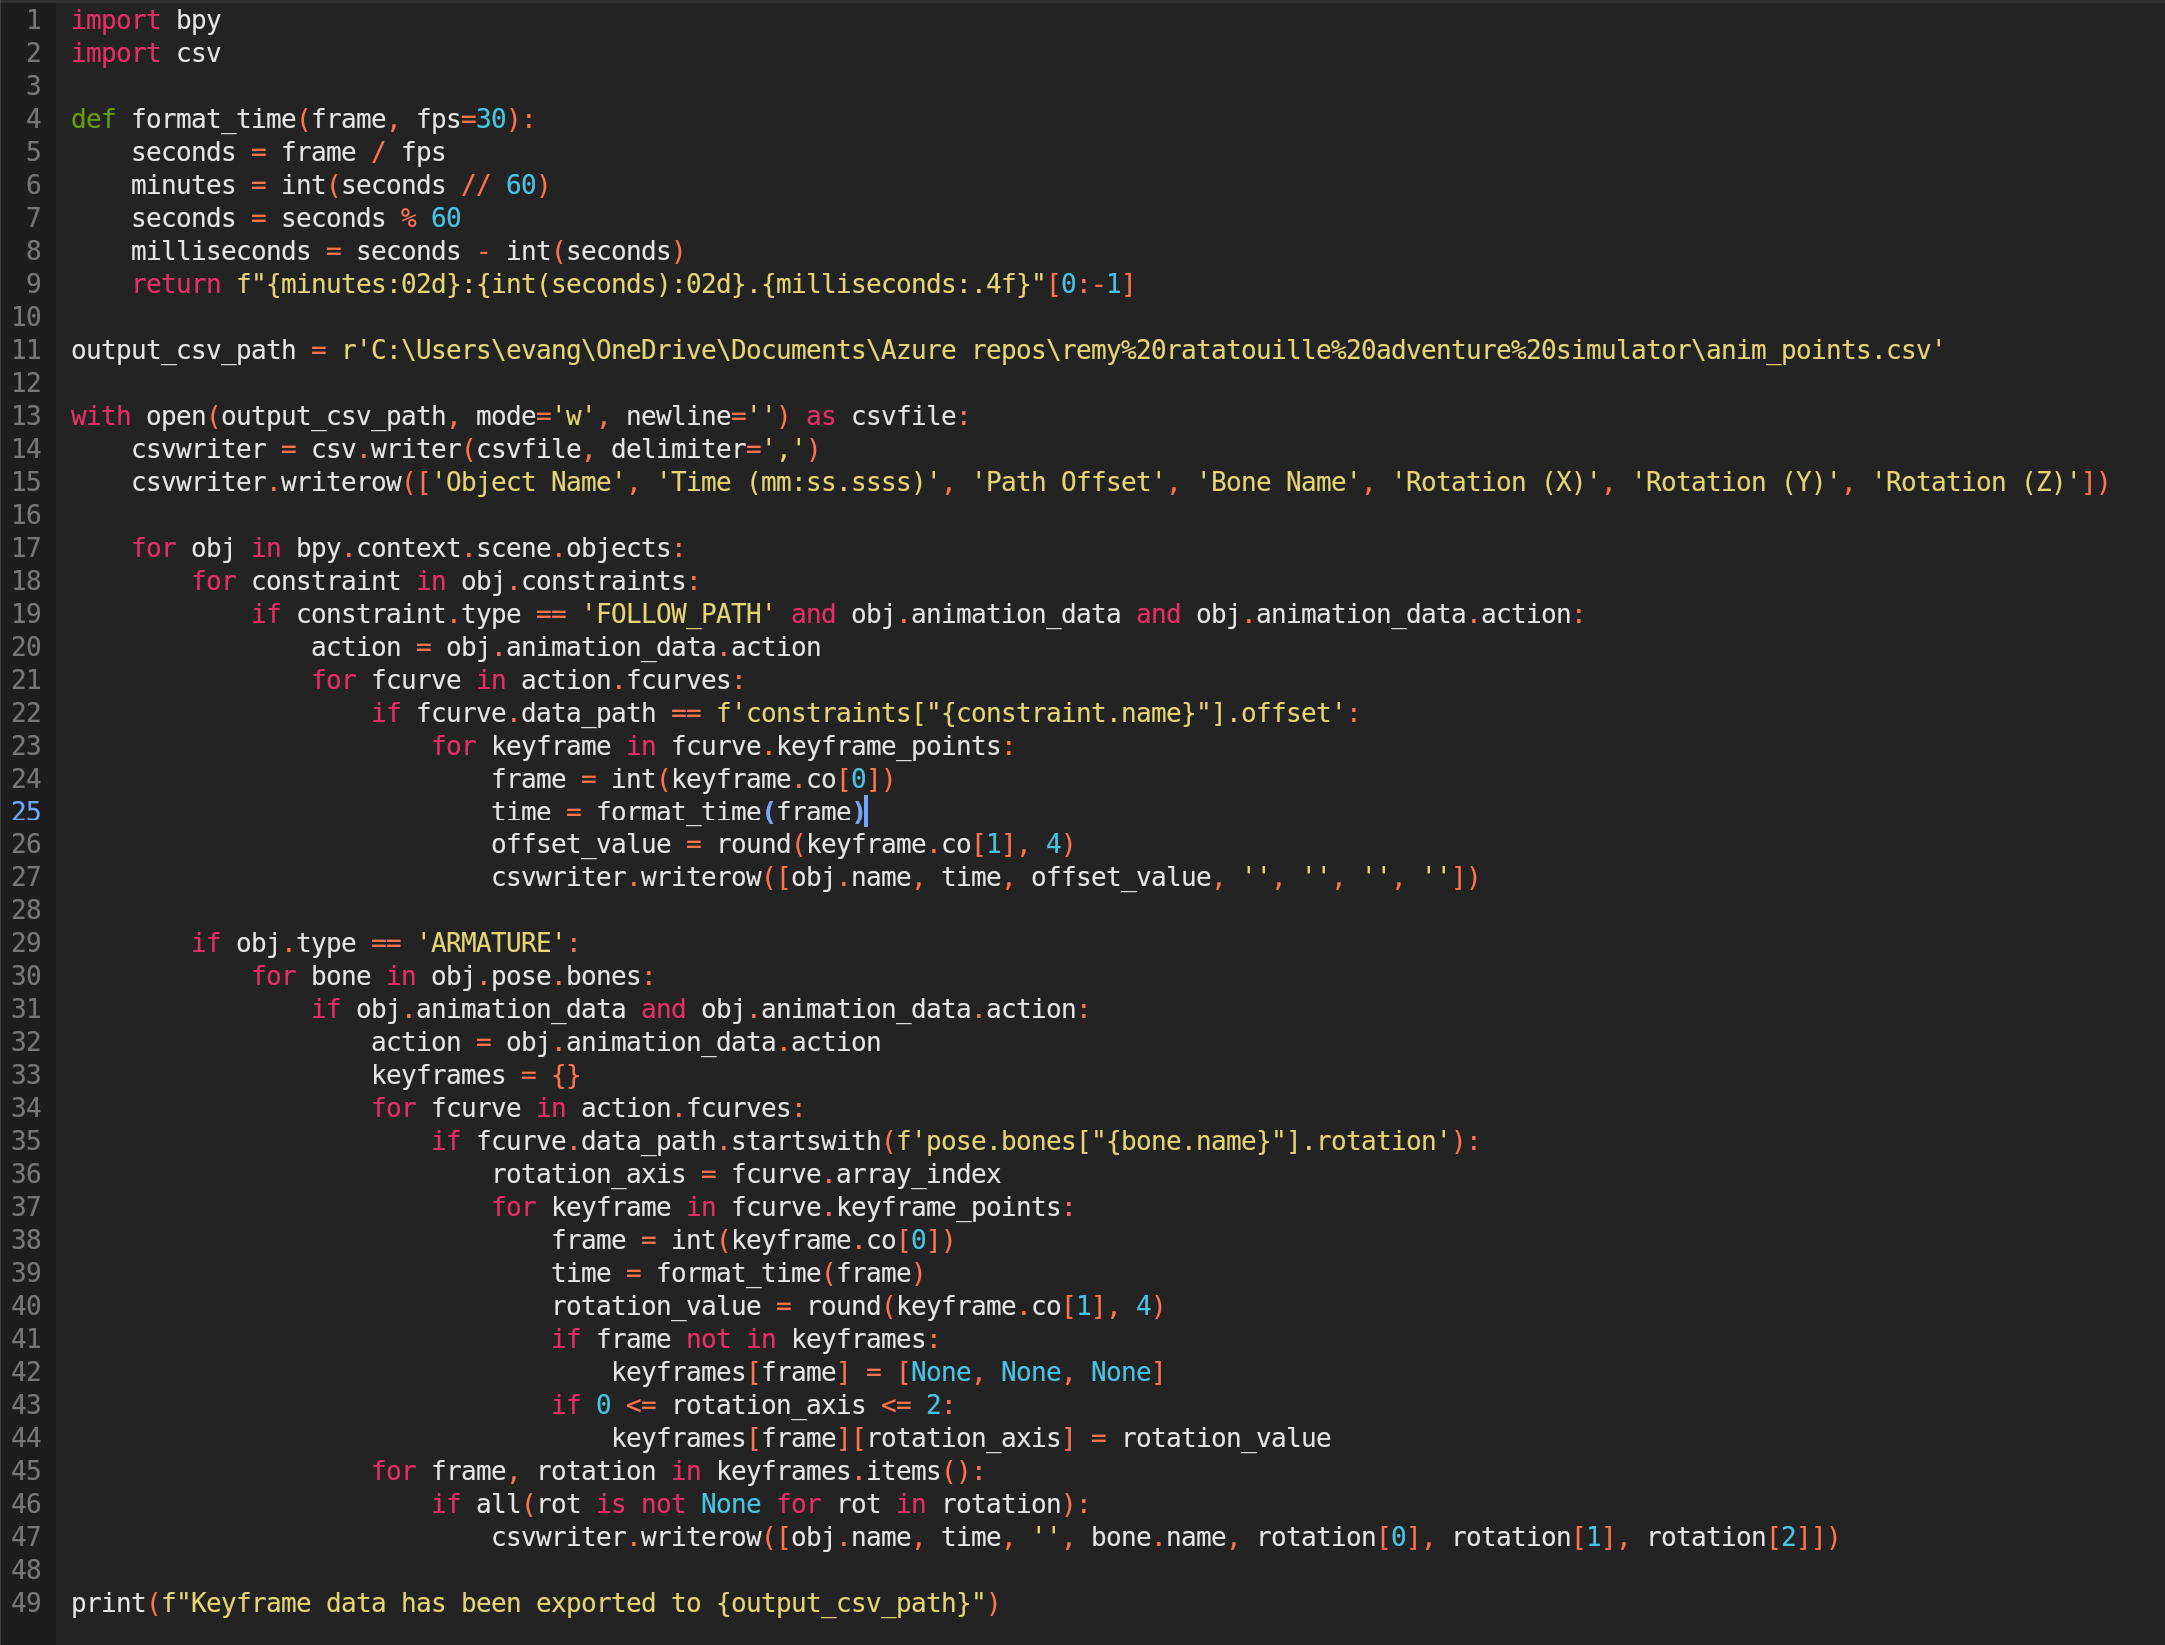 1 import bpy
2 import csv
3
4 def format_time(frame, fps=30):
5     seconds = frame / fps
6     minutes = int(seconds // 60)
7     seconds = seconds % 60
8     milliseconds = seconds - int(seconds)
9     return f"{minutes:02d}:{int(seconds):02d}.{milliseconds:.4f}"[0:-1]
10
11 output_csv_path = r'C:\Users\evang\OneDrive\Documents\Azure repos\remy%20ratatouille%20adventure%20simulator\anim_points.csv'
12
13 with open(output_csv_path, mode='w', newline='') as csvfile:
14     csvwriter = csv.writer(csvfile, delimiter=',')
15     csvwriter.writerow(['Object Name', 'Time (mm:ss.ssss)', 'Path Offset', 'Bone Name', 'Rotation (X)', 'Rotation (Y)', 'Rotation (Z)'])
16
17     for obj in bpy.context.scene.objects:
18         for constraint in obj.constraints:
19             if constraint.type == 'FOLLOW_PATH' and obj.animation_data and obj.animation_data.action:
20                 action = obj.animation_data.action
21                 for fcurve in action.fcurves:
22                     if fcurve.data_path == f'constraints["{constraint.name}"].offset':
23                         for keyframe in fcurve.keyframe_points:
24                             frame = int(keyframe.co[0])
25                             time = format_time(frame)
26                             offset_value = round(keyframe.co[1], 4)
27                             csvwriter.writerow([obj.name, time, offset_value, '', '', '', ''])
28
29         if obj.type == 'ARMATURE':
30             for bone in obj.pose.bones:
31                 if obj.animation_data and obj.animation_data.action:
32                     action = obj.animation_data.action
33                     keyframes = {}
34                     for fcurve in action.fcurves:
35                         if fcurve.data_path.startswith(f'pose.bones["{bone.name}"].rotation'):
36                             rotation_axis = fcurve.array_index
37                             for keyframe in fcurve.keyframe_points:
38                                 frame = int(keyframe.co[0])
39                                 time = format_time(frame)
40                                 rotation_value = round(keyframe.co[1], 4)
41                                 if frame not in keyframes:
42                                     keyframes[frame] = [None, None, None]
43                                 if 0 <= rotation_axis <= 2:
44                                     keyframes[frame][rotation_axis] = rotation_value
45                     for frame, rotation in keyframes.items():
46                         if all(rot is not None for rot in rotation):
47                             csvwriter.writerow([obj.name, time, '', bone.name, rotation[0], rotation[1], rotation[2]])
48
49 print(f"Keyframe data has been exported to {output_csv_path}")